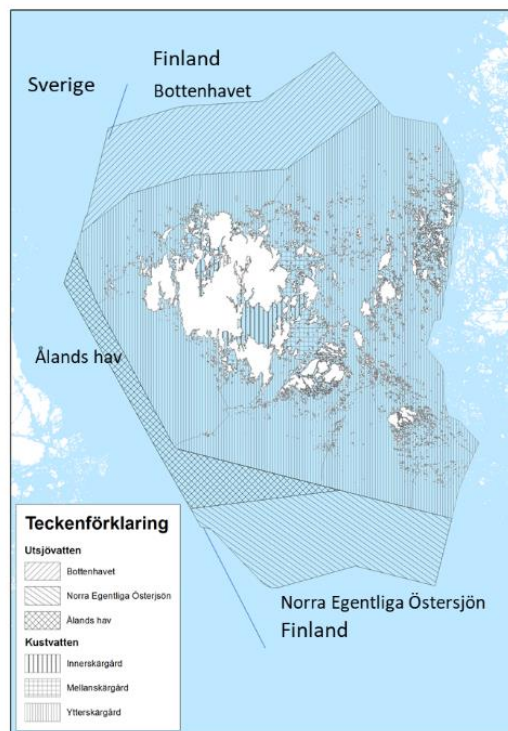 Finland
Sverige
Bottenhavet
Ålands hav
Teckenförklaring
Utsjövatten
Bottenhavet
Norra Egentliga Österjsön
Ålands hav
Kustvatten
Innerskärgård
Mellanskärgård
Ytterskärgård
Norra Egentliga Östersjön
Finland